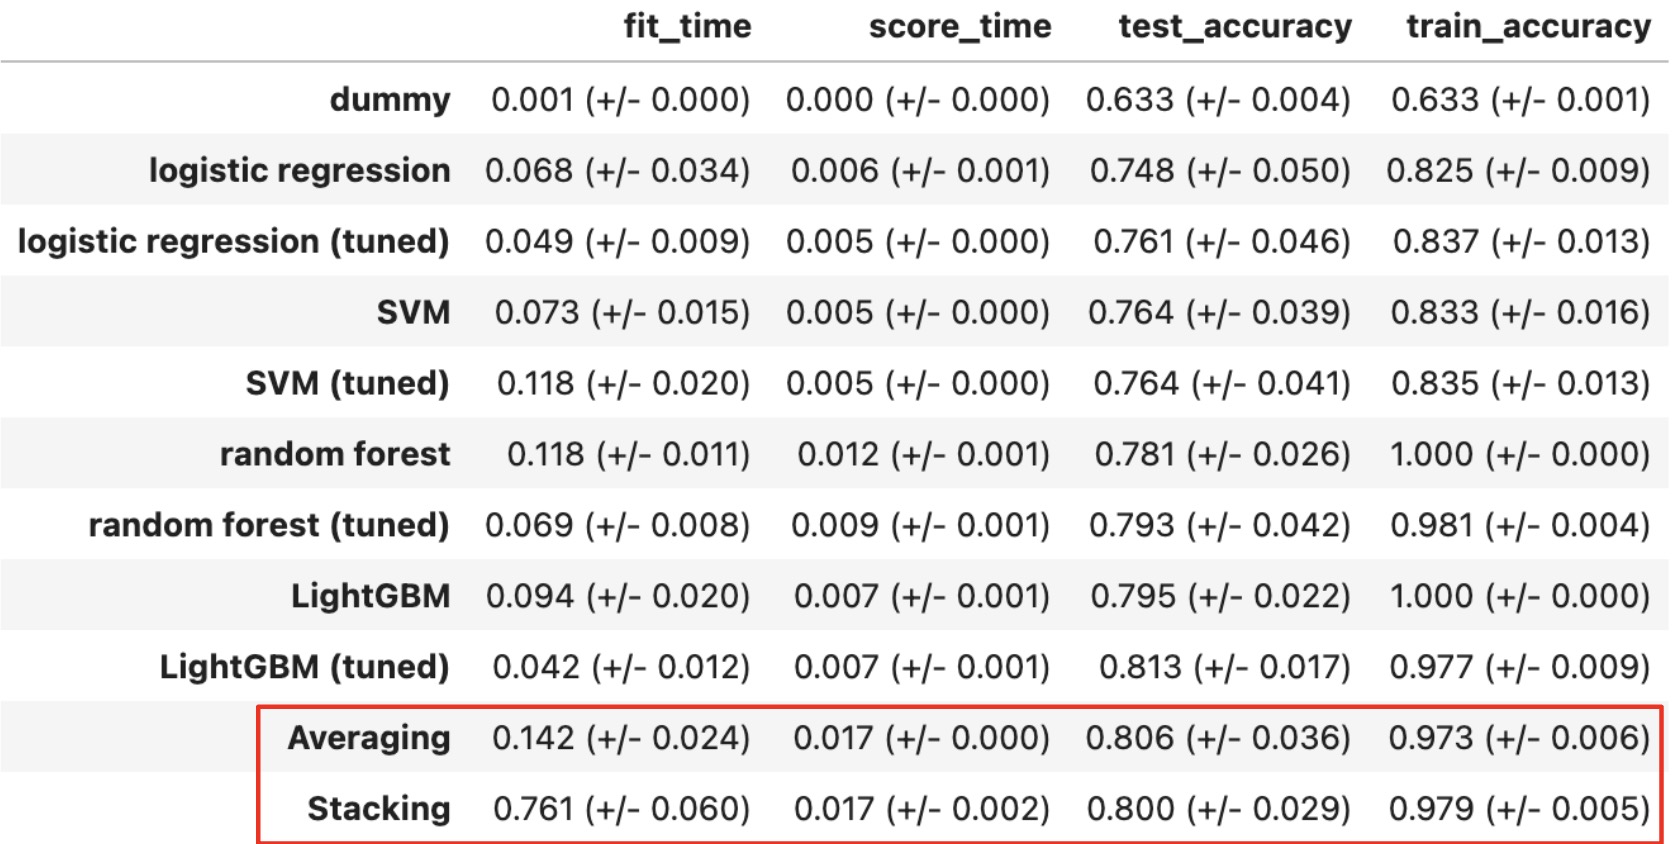 fit_time score_time test_accuracy train_accuracy
dummy 0.001 (+/- 0.000) 0.000 (+/- 0.000) 0.633 (+/- 0.004) 0.633 (+/- 0.001)
logistic regression 0.068 (+/- 0.034) 0.006 (+/- 0.001) 0.748 (+/- 0.050) 0.825 (+/- 0.009)
logistic regression (tuned) 0.049 (+/- 0.009) 0.005 (+/- 0.000) 0.761 (+/- 0.046) 0.837 (+/- 0.013)
SVM 0.073 (+/- 0.015) 0.005 (+/- 0.000) 0.764 (+/- 0.039) 0.833 (+/- 0.016)
SVM (tuned) 0.118 (+/- 0.020) 0.005 (+/- 0.000) 0.764 (+/- 0.041) 0.835 (+/- 0.013)
random forest 0.118 (+/- 0.011) 0.012 (+/- 0.001) 0.781 (+/- 0.026) 1.000 (+/- 0.000)
random forest (tuned) 0.069 (+/- 0.008) 0.009 (+/- 0.001) 0.793 (+/- 0.042) 0.981 (+/- 0.004)
LightGBM 0.094 (+/- 0.020) 0.007 (+/- 0.001) 0.795 (+/- 0.022) 1.000 (+/- 0.000)
LightGBM (tuned) 0.042 (+/- 0.012) 0.007 (+/- 0.001) 0.813 (+/- 0.017) 0.977 (+/- 0.009)
Averaging 0.142 (+/- 0.024) 0.017 (+/- 0.000) 0.806 (+/- 0.036) 0.973 (+/- 0.006)
Stacking 0.761 (+/- 0.060) 0.017 (+/- 0.002) 0.800 (+/- 0.029) 0.979 (+/- 0.005)